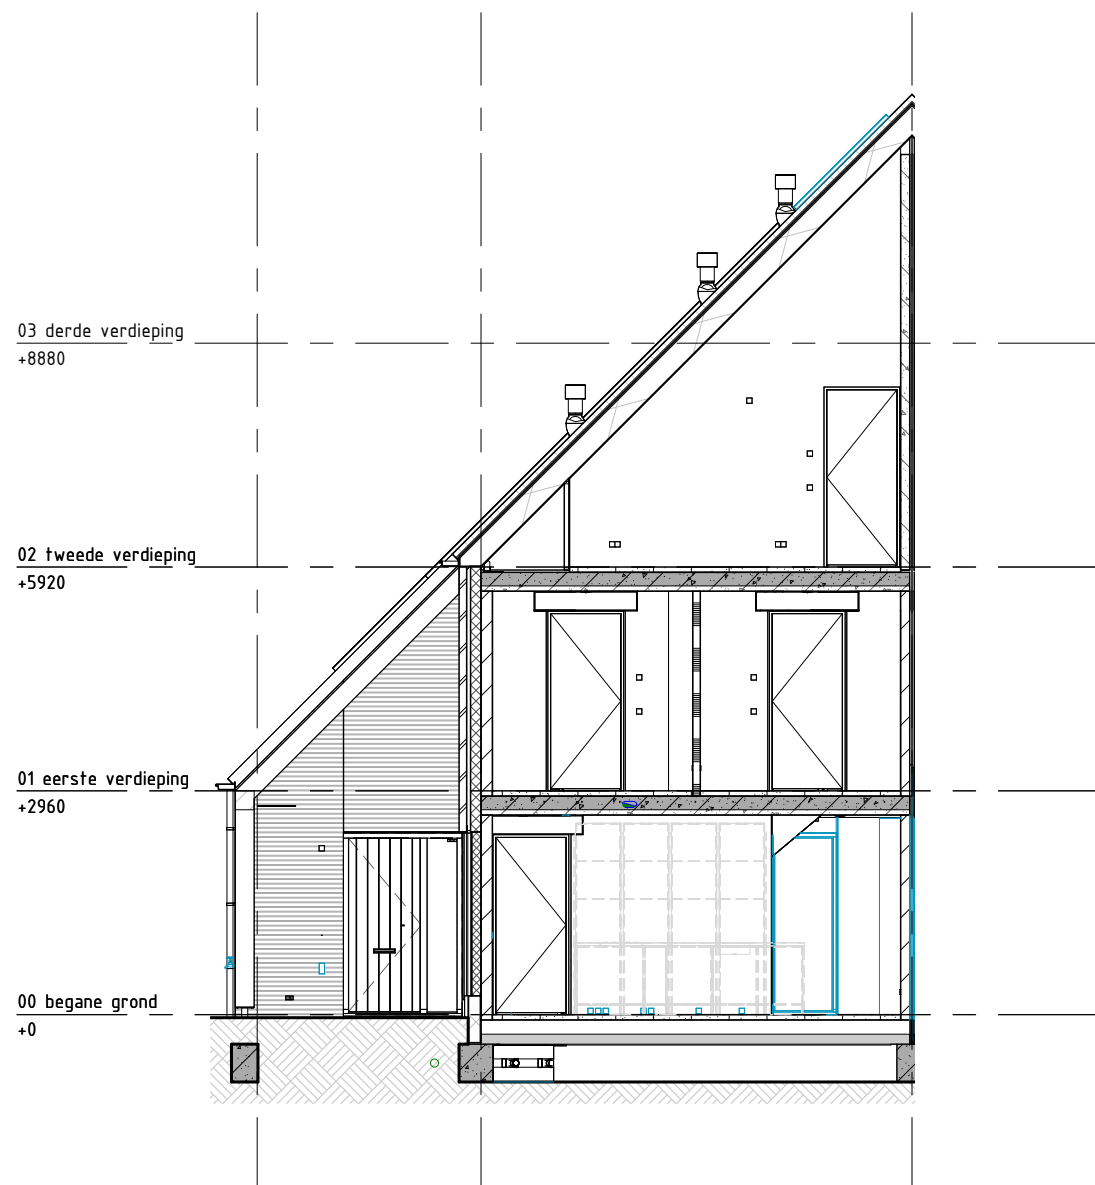 03 derde verdieping
+8880
02 tweede verdieping
+5920
01 eerste verdieping
+2960
00 begane grond
+0